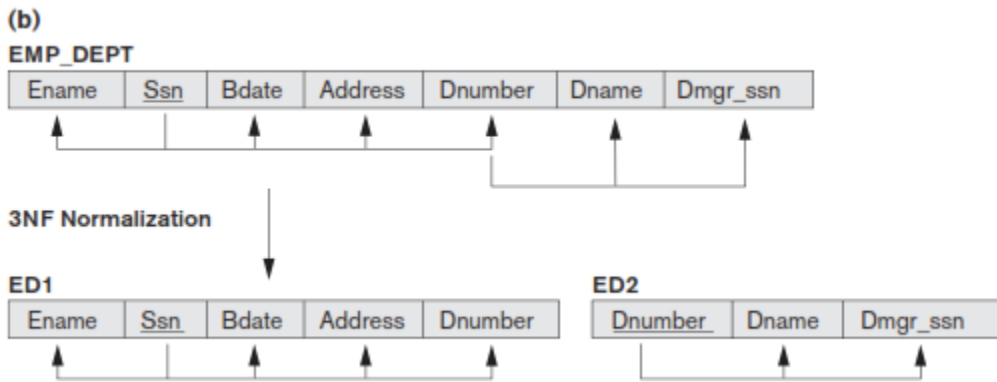 (b)
EMP_DEPT
Ename Ssn Bdate Address Dnumber Dname Dmgr_ssn
3NF Normalization
ED1 ED2
Ename Ssn Bdate Address Dnumber Dnumber Dname Dmgr_ssn